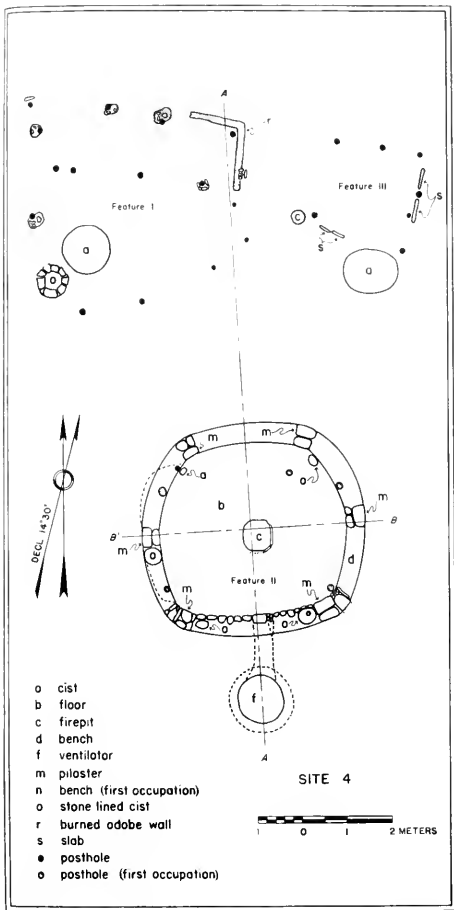 A
r
Feature I
Feature III
s
c
s
a
a
o
m
m
a
o
b
m
B'
c
B
m
o
d
Feature II
m
m
o
o
DECL 14°30'
f
A
a cist
b floor
c firepit
d bench
f ventilator
m pilaster
n bench (first occupation)
o stone lined cist
r burned adobe wall
s slab
● posthole
o posthole (first occupation)
SITE 4
1 0 1 2 METERS